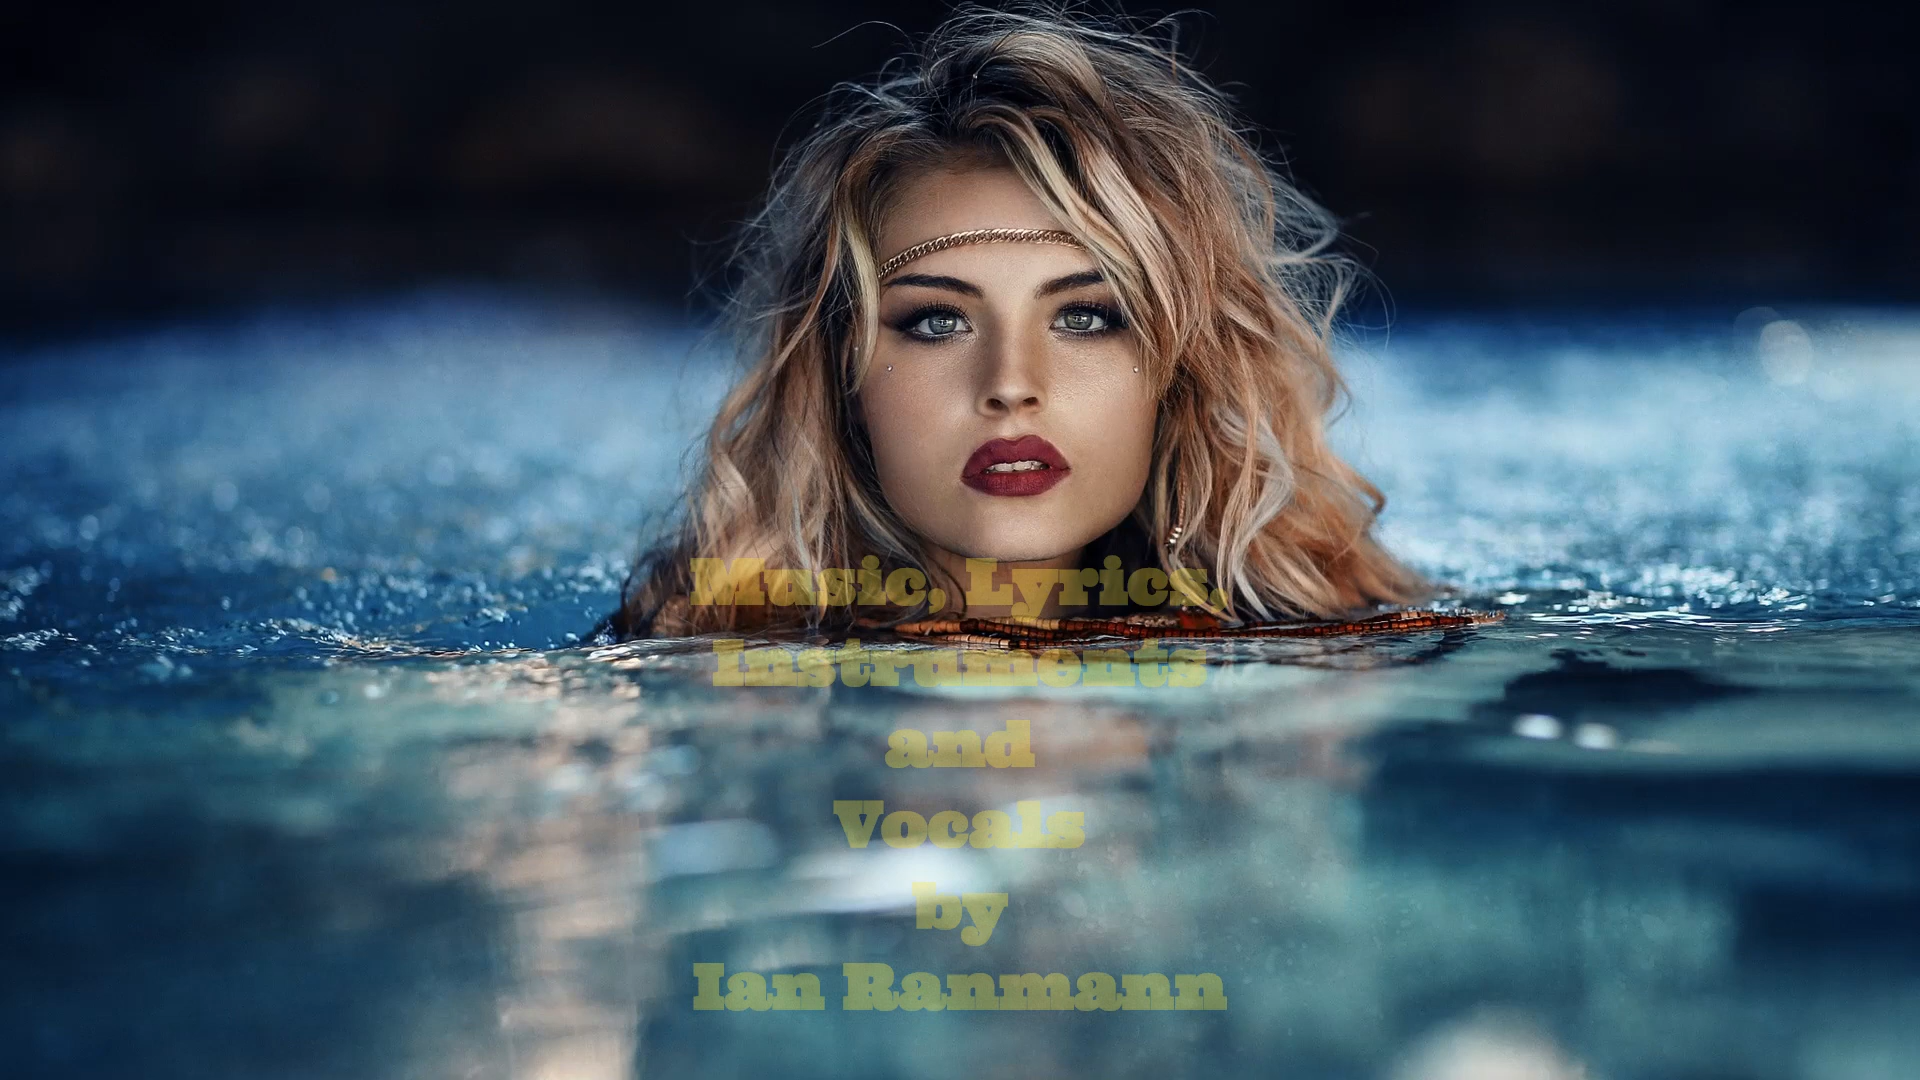 Music, Lyrics,
Instruments
and
Vocals
by
Ian Ranmann